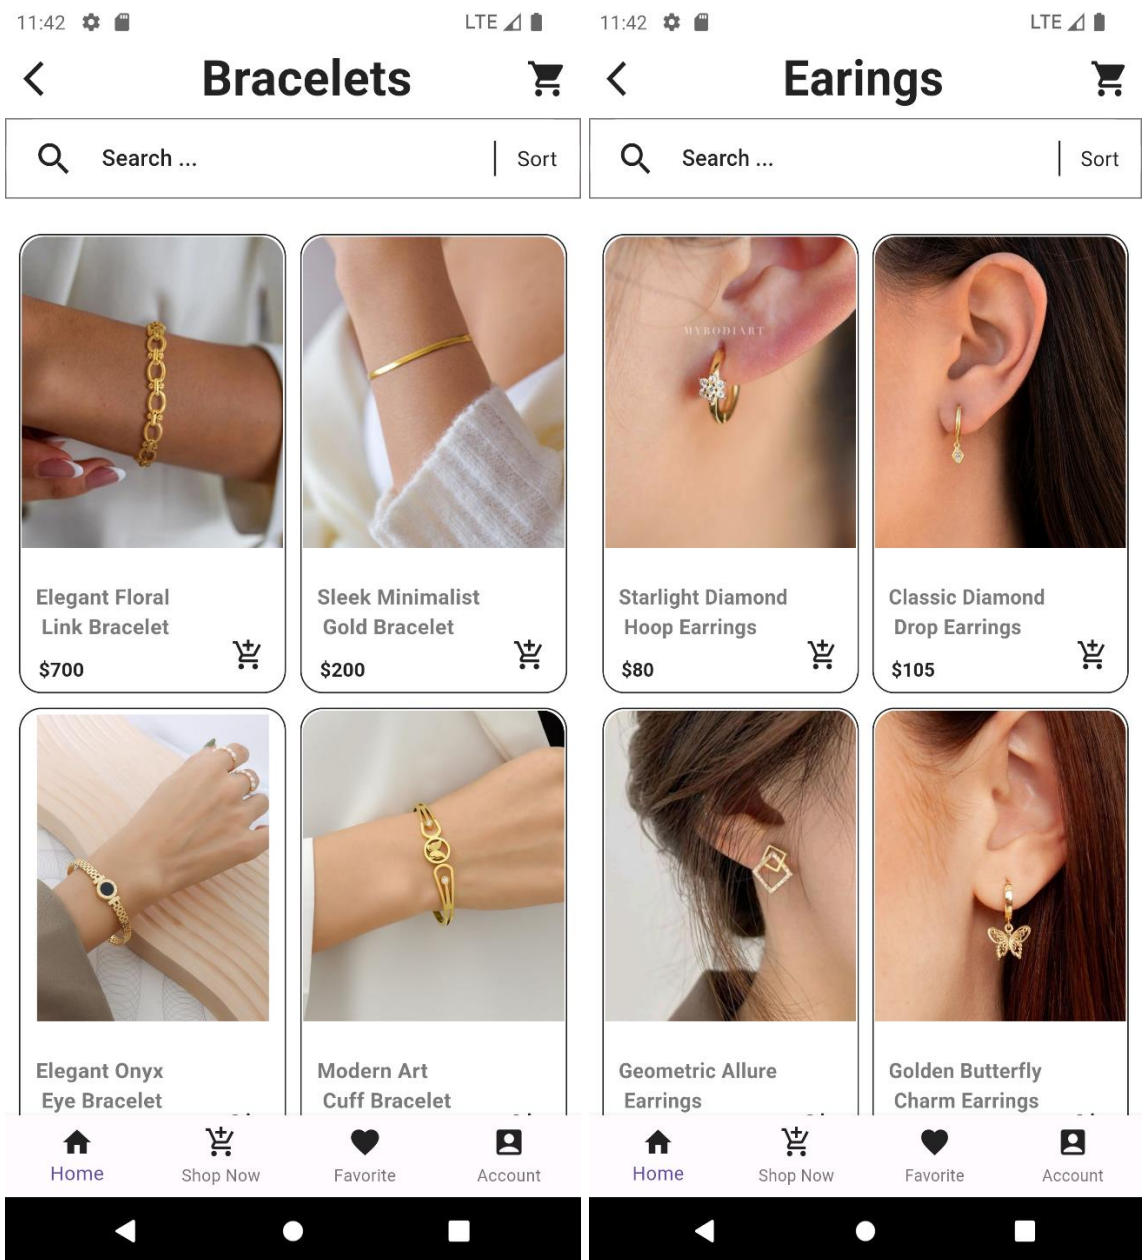 11:42
LTE
Bracelets
Search ...
Sort
Elegant Floral
Link Bracelet
$700
Sleek Minimalist
Gold Bracelet
$200
Elegant Onyx
Eye Bracelet
Modern Art
Cuff Bracelet
Home
Shop Now
Favorite
Account
11:42
LTE
Earings
Search ...
Sort
MYBODIART
Starlight Diamond
Hoop Earrings
$80
Classic Diamond
Drop Earrings
$105
Geometric Allure
Earrings
Golden Butterfly
Charm Earrings
Home
Shop Now
Favorite
Account